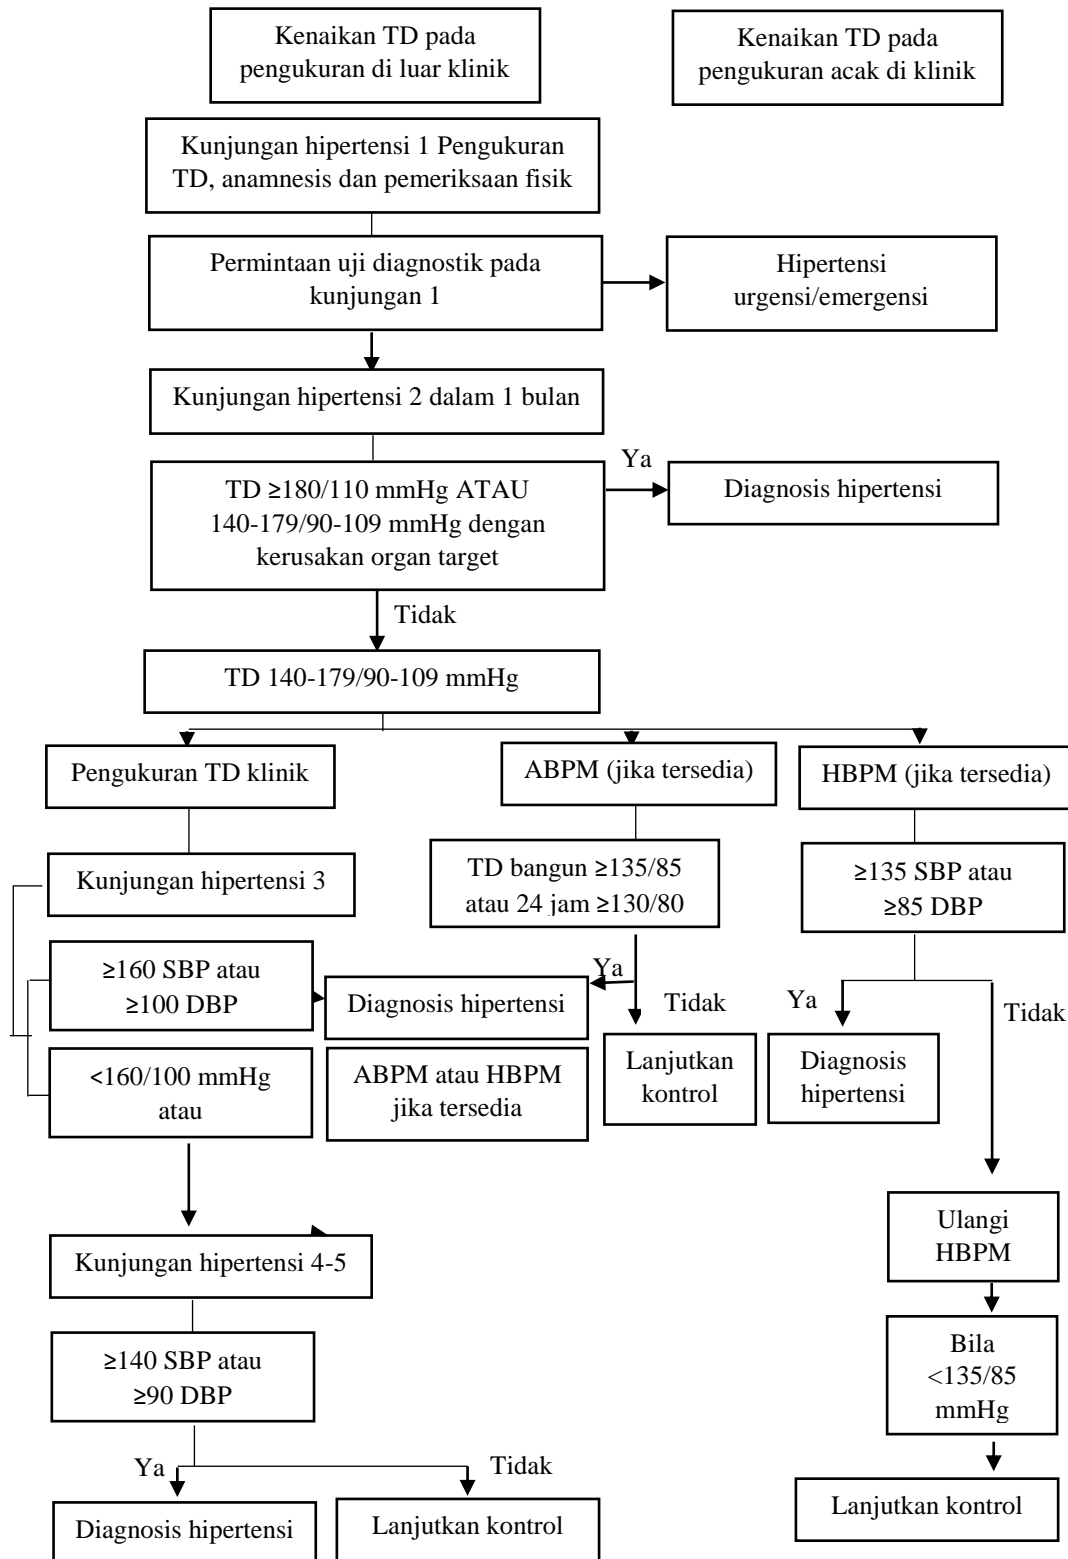 Kenaikan TD pada
pengukuran di luar klinik
Kenaikan TD pada
pengukuran acak di klinik
Kunjungan hipertensi 1 Pengukuran
TD, anamnesis dan pemeriksaan fisik
Permintaan uji diagnostik pada
kunjungan 1
Hipertensi
urgensi/emergensi
Kunjungan hipertensi 2 dalam 1 bulan
TD ≥180/110 mmHg ATAU
140-179/90-109 mmHg dengan
kerusakan organ target
Ya
Diagnosis hipertensi
Tidak
TD 140-179/90-109 mmHg
Pengukuran TD klinik
ABPM (jika tersedia)
HBPM (jika tersedia)
Kunjungan hipertensi 3
TD bangun ≥135/85
atau 24 jam ≥130/80
≥135 SBP atau
≥85 DBP
≥160 SBP atau
≥100 DBP
Ya
Diagnosis hipertensi
Tidak
Ya
Tidak
<160/100 mmHg
atau
ABPM atau HBPM
jika tersedia
Lanjutkan
kontrol
Diagnosis
hipertensi
Kunjungan hipertensi 4-5
Ulangi
HBPM
≥140 SBP atau
≥90 DBP
Bila
<135/85
mmHg
Ya
Tidak
Diagnosis hipertensi
Lanjutkan kontrol
Lanjutkan kontrol